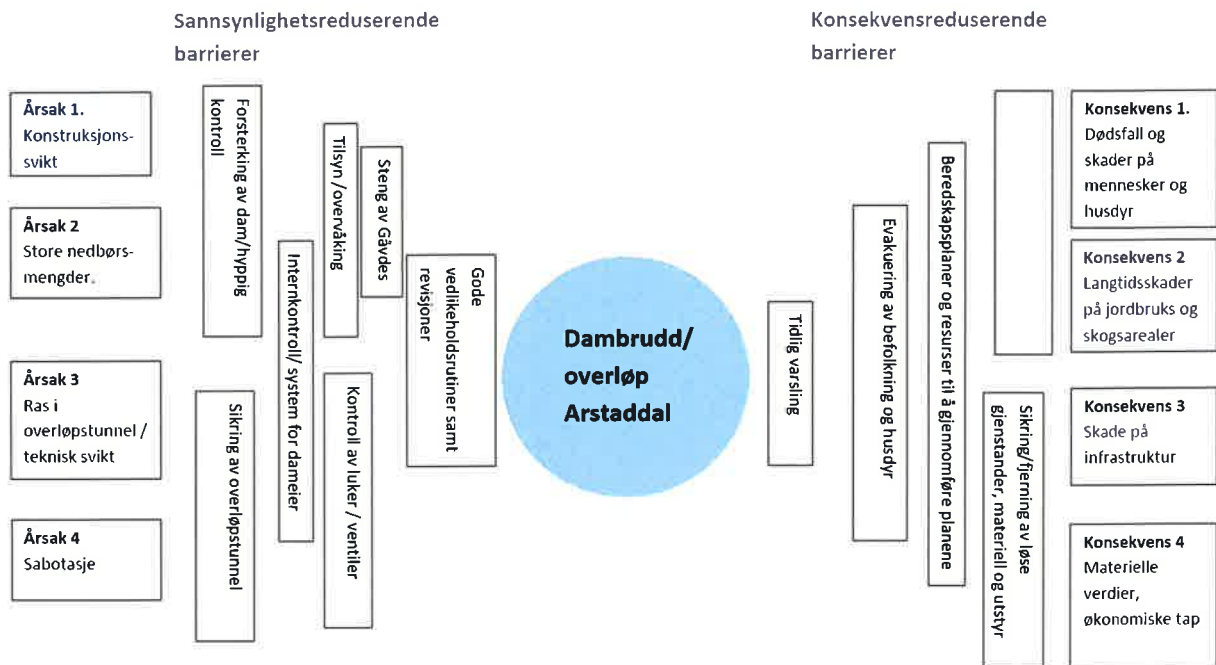 Sannsynlighetsreduserende
barrierer
Konsekvensreduserende
barrierer
Årsak 1.
Konstruksjons-
svikt
Årsak 2
Store nedbørs-
mengder.
Årsak 3
Ras i
overløpstunnel /
teknisk svikt
Årsak 4
Sabotasje
Forsterking av dam/hyppig
kontroll
Sikring av overløpstunnel
Internkontroll/ system for dameier
Tilsyn /overvåking
Kontroll av luker / ventiler
Steng av Gåvdes
Gode
vedlikeholdsrutiner samt
revisjoner
Dambrudd/
overløp
Arstaddal
Tidlig varsling
Evakuering av befolkning og husdyr
Beredskapsplaner og resurser til å gjennomføre planene
Sikring/fjerning av løse
gjenstander, materiell og utstyr
Konsekvens 1.
Dødsfall og
skader på
mennesker og
husdyr
Konsekvens 2
Langtidsskader
på jordbruks og
skogsarealer
Konsekvens 3
Skade på
infrastruktur
Konsekvens 4
Materielle
verdier,
økonomiske tap